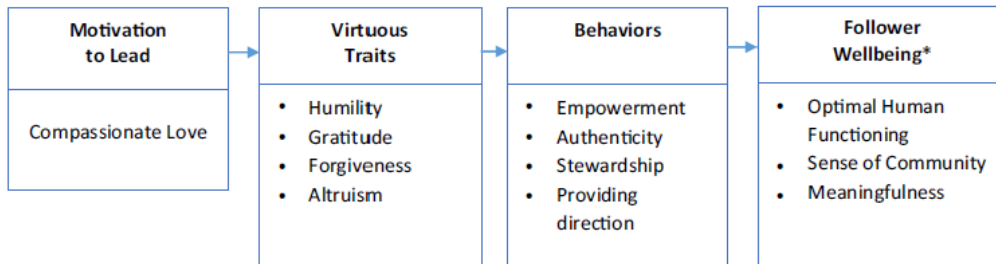 Motivation
to Lead
Compassionate Love
Virtuous
Traits
• Humility
• Gratitude
• Forgiveness
• Altruism
Behaviors
• Empowerment
• Authenticity
• Stewardship
• Providing
direction
Follower
Wellbeing*
• Optimal Human
Functioning
• Sense of Community
• Meaningfulness